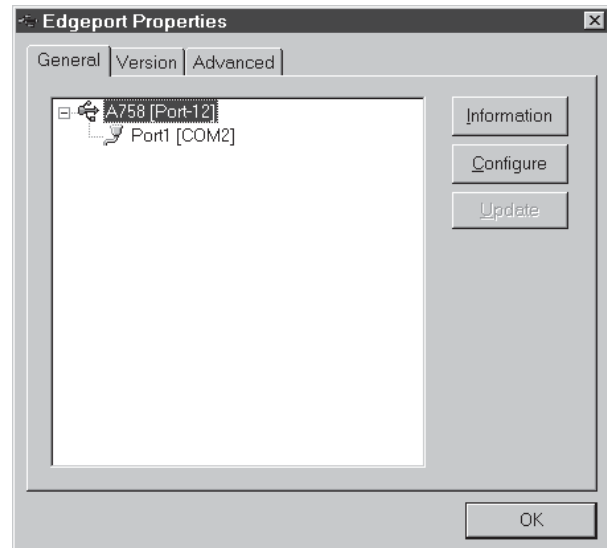 Edgeport Properties
General Version Advanced
A758 [Port-12]
Port1 [COM2]
Information
Configure
Update
OK